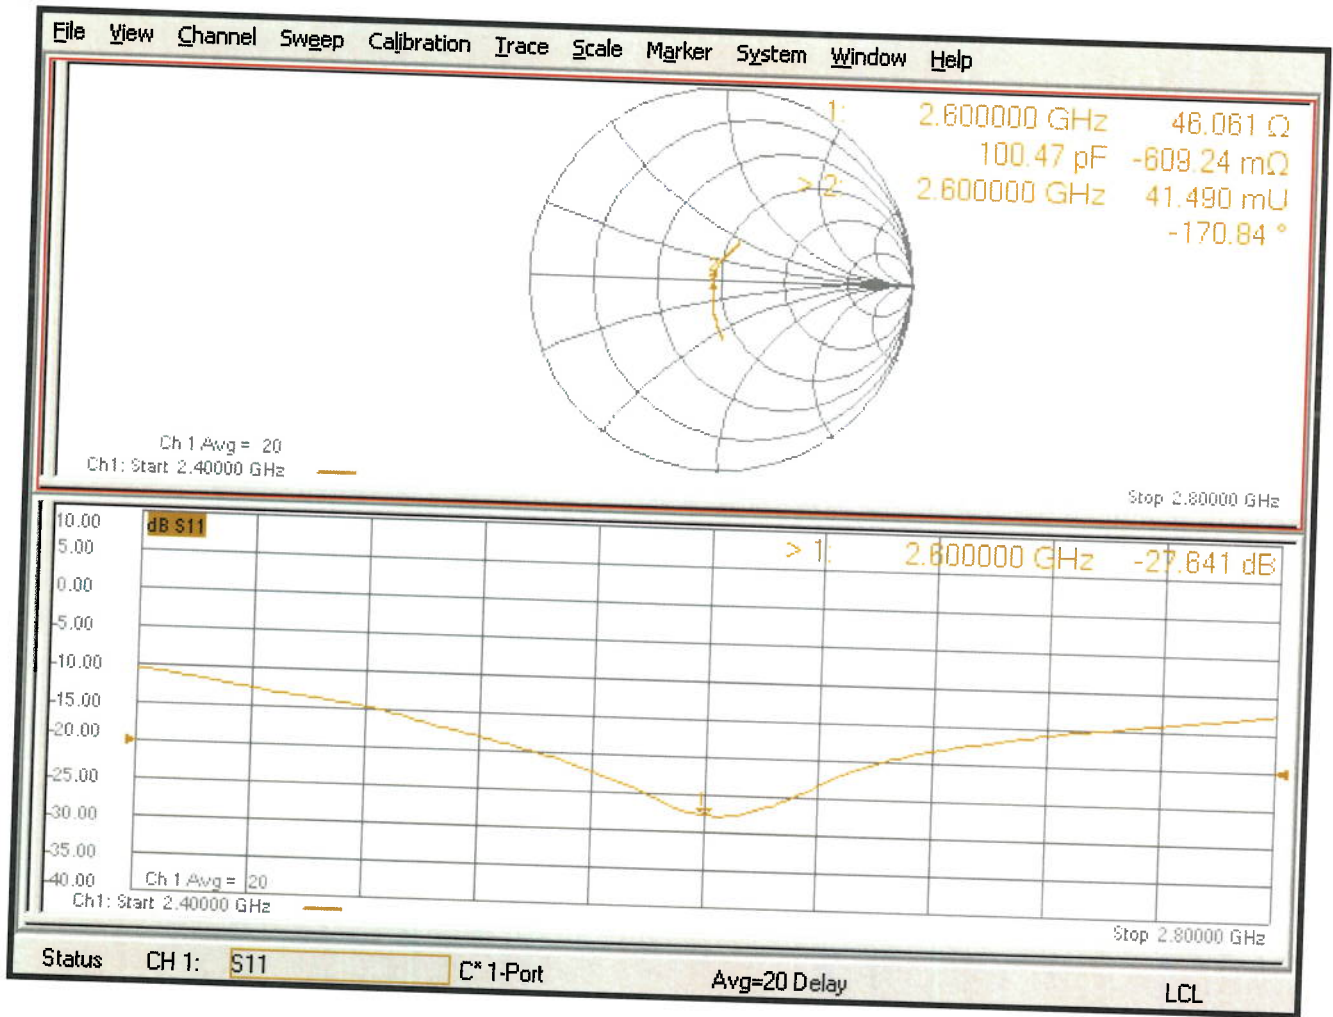 File View Channel Sweep Calibration Trace Scale Marker System Window Help
1: 2.600000 GHz 46.061 Ω
100.47 pF -609.24 mΩ
> 2: 2.600000 GHz 41.490 mU
-170.84 °
Ch 1 Avg = 20
Ch1: Start 2.40000 GHz
Stop 2.80000 GHz
10.00
dB S11
> 1: 2.600000 GHz -27.641 dB
5.00
0.00
-5.00
-10.00
-15.00
-20.00
-25.00
-30.00
-35.00
-40.00
Ch 1 Avg = 20
Ch1: Start 2.40000 GHz
Stop 2.80000 GHz
Status CH 1: S11 C* 1-Port Avg=20 Delay LCL